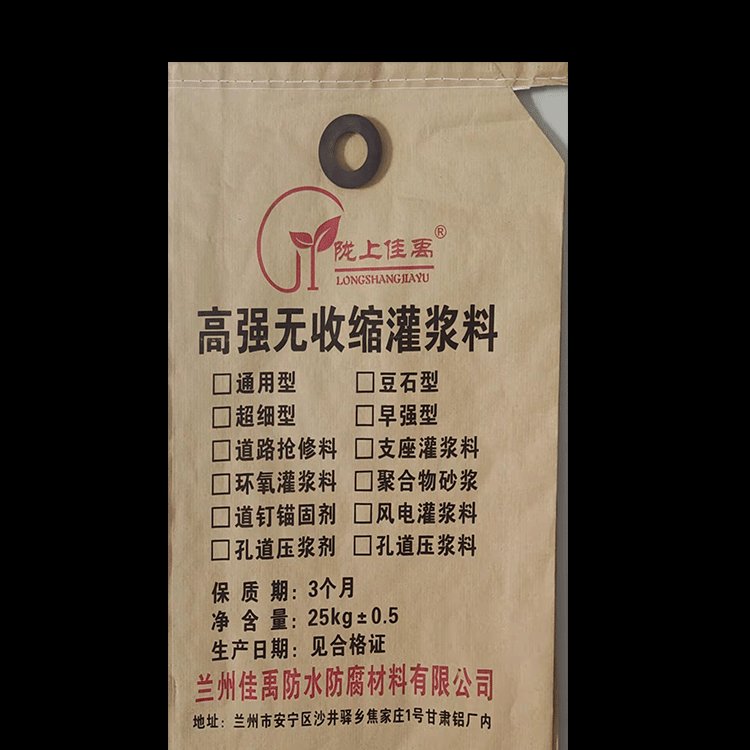 陇上佳禹®
LONGSHANGJIAYU
高强无收缩灌浆料
□通用型 □豆石型
□超细型 □早强型
□道路抢修料 □支座灌浆料
□环氧灌浆料 □聚合物砂浆
□道钉锚固剂 □风电灌浆料
□孔道压浆剂 □孔道压浆料
保质期：3个月
净含量：25kg±0.5
生产日期：见合格证
兰州佳禹防水防腐材料有限公司
地址：兰州市安宁区沙井驿乡焦家庄1号甘肃铝厂内